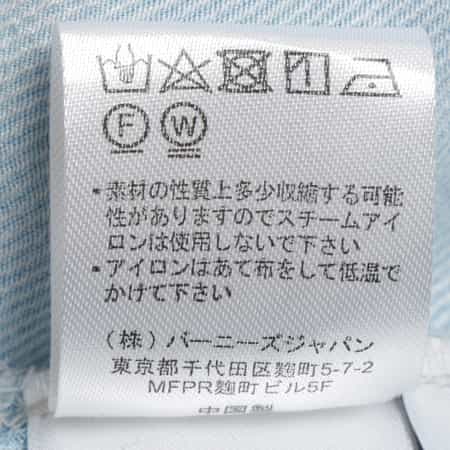 F W
・素材の性質上多少収縮する可能
性がありますのでスチームアイ
ロンは使用しないで下さい
・アイロンはあて布をして低温で
かけて下さい
(株) バーニーズジャパン
東京都千代田区麹町5-7-2
MFPR麹町ビル5F
中国製